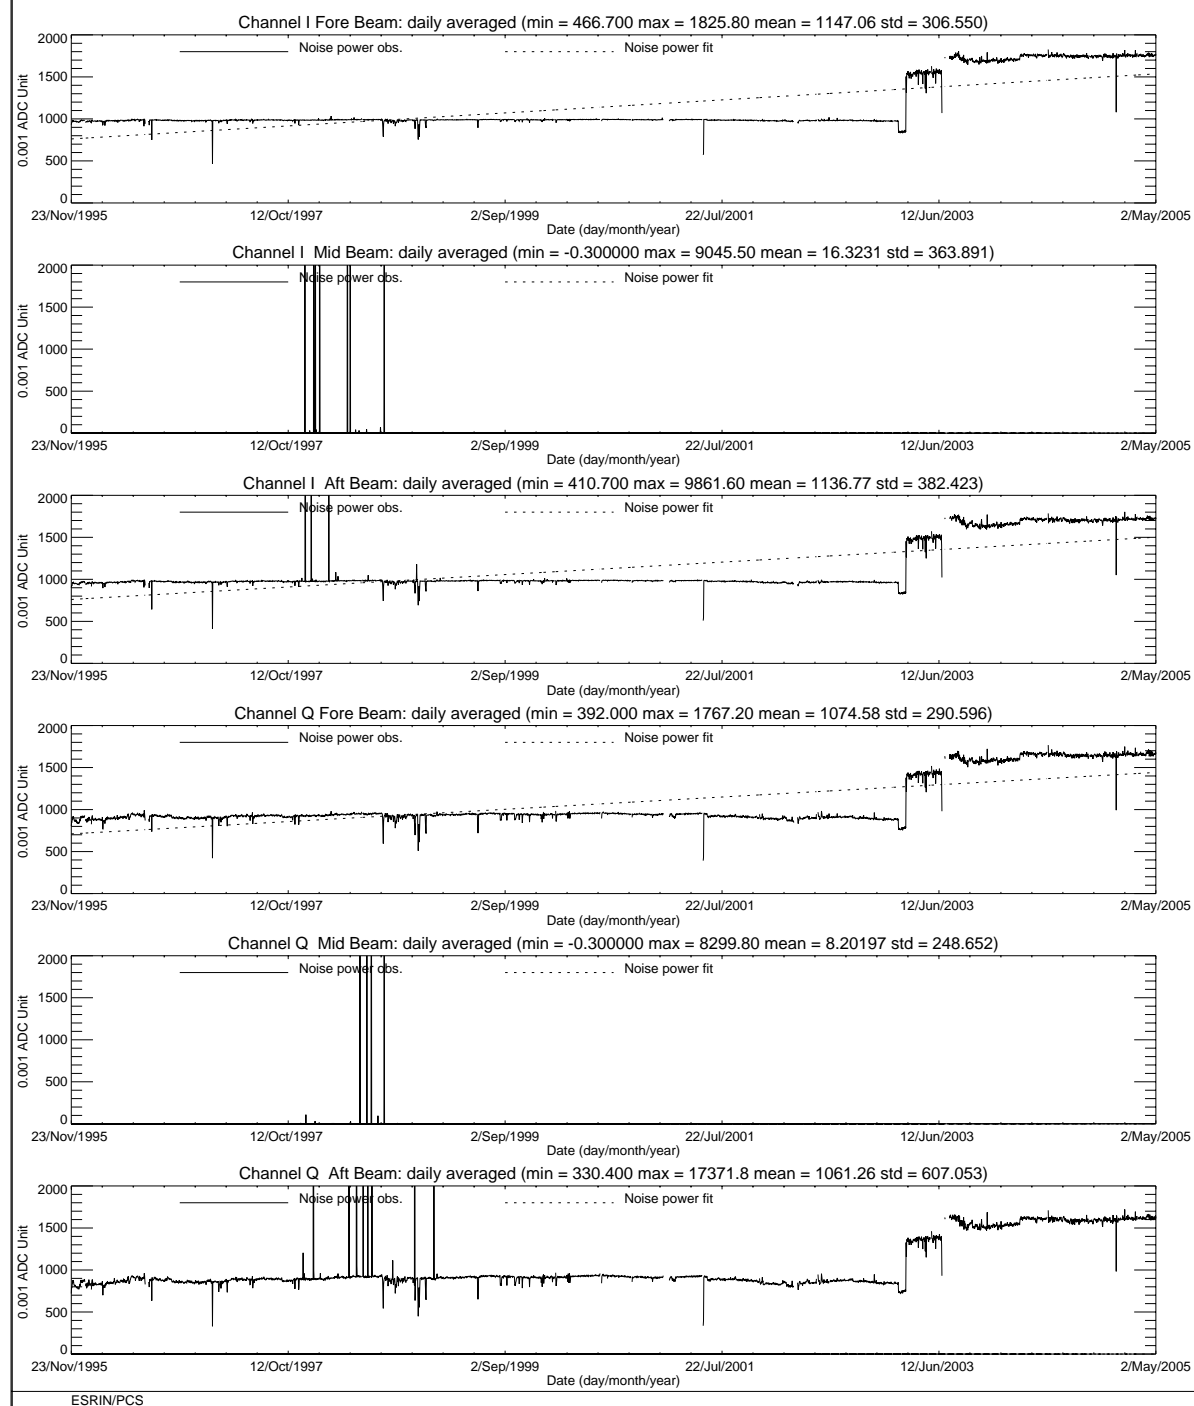 Channel I Fore Beam: daily averaged (min = 466.700 max = 1825.80 mean = 1147.06 std = 306.550)
Noise power obs.
Noise power fit
2000
1500
1000
500
0
0.001 ADC Unit
23/Nov/1995
12/Oct/1997
2/Sep/1999
22/Jul/2001
12/Jun/2003
2/May/2005
Date (day/month/year)
Channel I  Mid Beam: daily averaged (min = -0.300000 max = 9045.50 mean = 16.3231 std = 363.891)
Noise power obs.
Noise power fit
2000
1500
1000
500
0
0.001 ADC Unit
23/Nov/1995
12/Oct/1997
2/Sep/1999
22/Jul/2001
12/Jun/2003
2/May/2005
Date (day/month/year)
Channel I  Aft Beam: daily averaged (min = 410.700 max = 9861.60 mean = 1136.77 std = 382.423)
Noise power obs.
Noise power fit
2000
1500
1000
500
0
0.001 ADC Unit
23/Nov/1995
12/Oct/1997
2/Sep/1999
22/Jul/2001
12/Jun/2003
2/May/2005
Date (day/month/year)
Channel Q Fore Beam: daily averaged (min = 392.000 max = 1767.20 mean = 1074.58 std = 290.596)
Noise power obs.
Noise power fit
2000
1500
1000
500
0
0.001 ADC Unit
23/Nov/1995
12/Oct/1997
2/Sep/1999
22/Jul/2001
12/Jun/2003
2/May/2005
Date (day/month/year)
Channel Q  Mid Beam: daily averaged (min = -0.300000 max = 8299.80 mean = 8.20197 std = 248.652)
Noise power obs.
Noise power fit
2000
1500
1000
500
0
0.001 ADC Unit
23/Nov/1995
12/Oct/1997
2/Sep/1999
22/Jul/2001
12/Jun/2003
2/May/2005
Date (day/month/year)
Channel Q  Aft Beam: daily averaged (min = 330.400 max = 17371.8 mean = 1061.26 std = 607.053)
Noise power obs.
Noise power fit
2000
1500
1000
500
0
0.001 ADC Unit
23/Nov/1995
12/Oct/1997
2/Sep/1999
22/Jul/2001
12/Jun/2003
2/May/2005
Date (day/month/year)
ESRIN/PCS